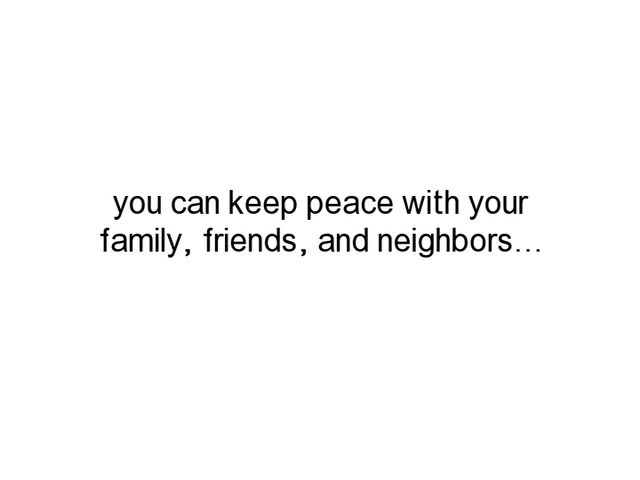 you can keep peace with your
family, friends, and neighbors...